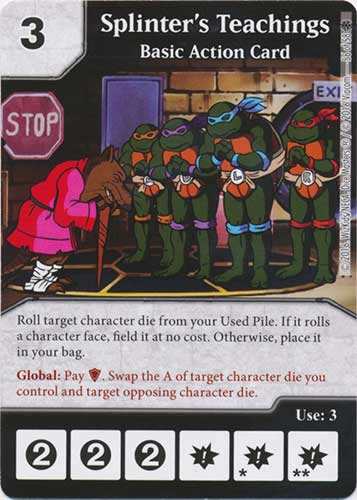 3
Splinter's Teachings
Basic Action Card
STOP
EXI
L
R
Roll target character die from your Used Pile. If it rolls
a character face, field it at no cost. Otherwise, place it
in your bag.
Global: Pay . Swap the A of target character die you
control and target opposing character die.
Use: 3
2
2
2
!
!
*
!
**